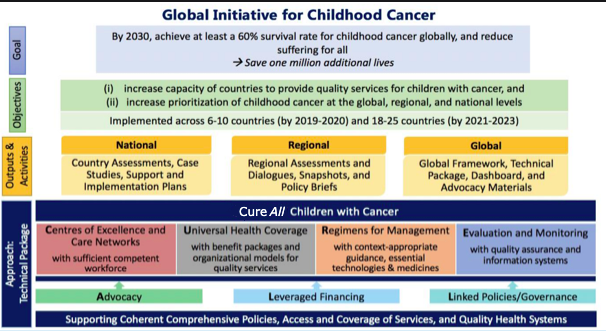 Global Initiative for Childhood Cancer
Goal
By 2030, achieve at least a 60% survival rate for childhood cancer globally, and reduce
suffering for all
→ Save one million additional lives
Objectives
(i) increase capacity of countries to provide quality services for children with cancer, and
(ii) increase prioritization of childhood cancer at the global, regional, and national levels
Implemented across 6-10 countries (by 2019-2020) and 18-25 countries (by 2021-2023)
Outputs &
Activities
National
Country Assessments, Case
Studies, Support and
Implementation Plans
Regional
Regional Assessments and
Dialogues, Snapshots, and
Policy Briefs
Global
Global Framework, Technical
Package, Dashboard, and
Advocacy Materials
Approach:
Technical Package
Cure All Children with Cancer
Centres of Excellence and
Care Networks
with sufficient competent
workforce
Universal Health Coverage
with benefit packages and
organizational models for
quality services
Regimens for Management
with context-appropriate
guidance, essential
technologies & medicines
Evaluation and Monitoring
with quality assurance and
information systems
Advocacy
Leveraged Financing
Linked Policies/Governance
Supporting Coherent Comprehensive Policies, Access and Coverage of Services, and Quality Health Systems